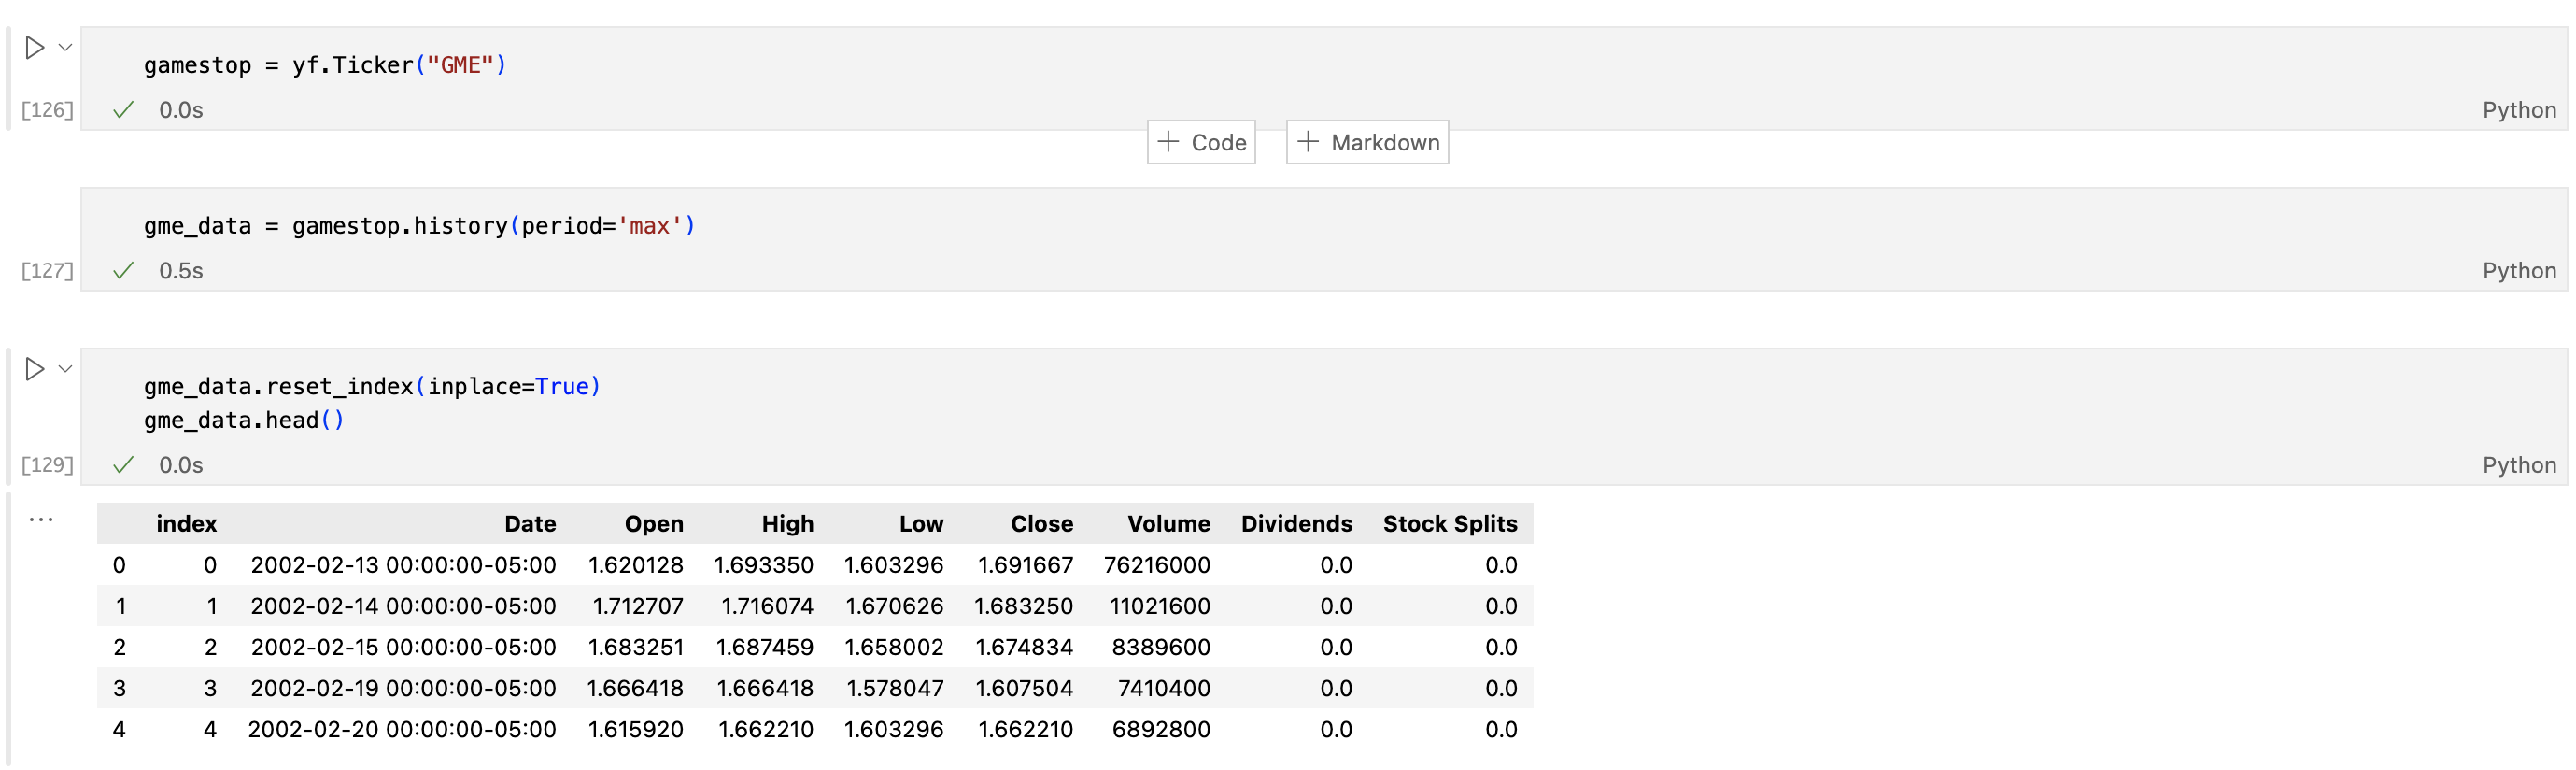 gamestop = yf.Ticker("GME")
[126] 0.0s Python
Code Markdown
gme_data = gamestop.history(period='max')
[127] 0.5s Python
gme_data.reset_index(inplace=True)
gme_data.head()
[129] 0.0s Python
... index Date Open High Low Close Volume Dividends Stock Splits
0 0 2002-02-13 00:00:00-05:00 1.620128 1.693350 1.603296 1.691667 76216000 0.0 0.0
1 1 2002-02-14 00:00:00-05:00 1.712707 1.716074 1.670626 1.683250 11021600 0.0 0.0
2 2 2002-02-15 00:00:00-05:00 1.683251 1.687459 1.658002 1.674834 8389600 0.0 0.0
3 3 2002-02-19 00:00:00-05:00 1.666418 1.666418 1.578047 1.607504 7410400 0.0 0.0
4 4 2002-02-20 00:00:00-05:00 1.615920 1.662210 1.603296 1.662210 6892800 0.0 0.0